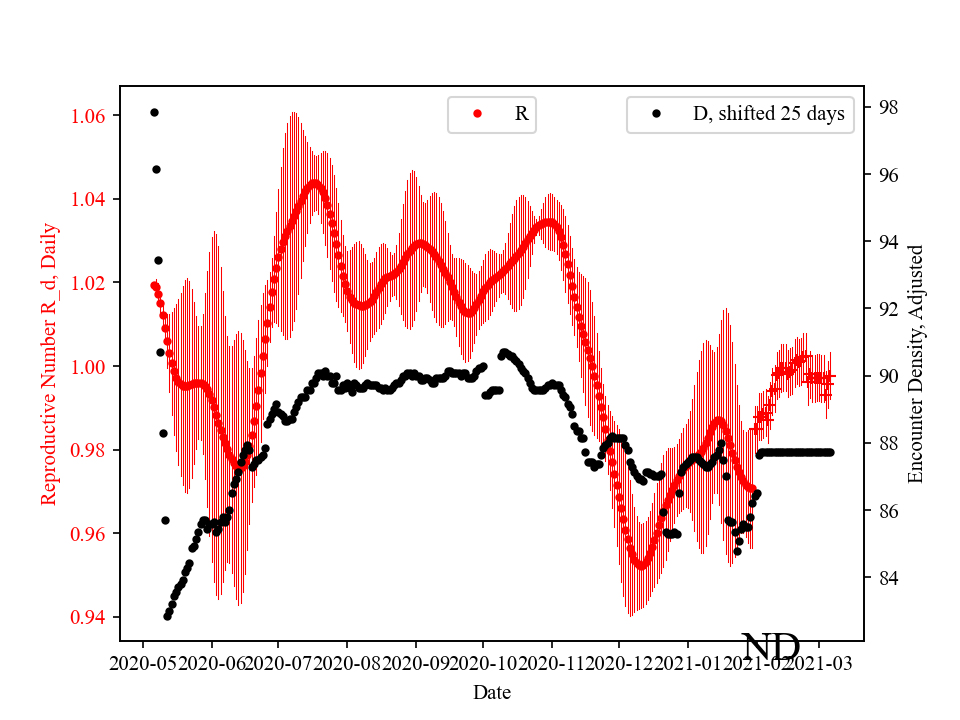 R
D, shifted 25 days
1.06
1.04
1.02
1.00
0.98
0.96
0.94
Reproductive Number R_d, Daily
98
96
94
92
90
88
86
84
Encounter Density, Adjusted
ND
2020-05 2020-06 2020-07 2020-08 2020-09 2020-10 2020-11 2020-12 2021-01 2021-02 2021-03
Date